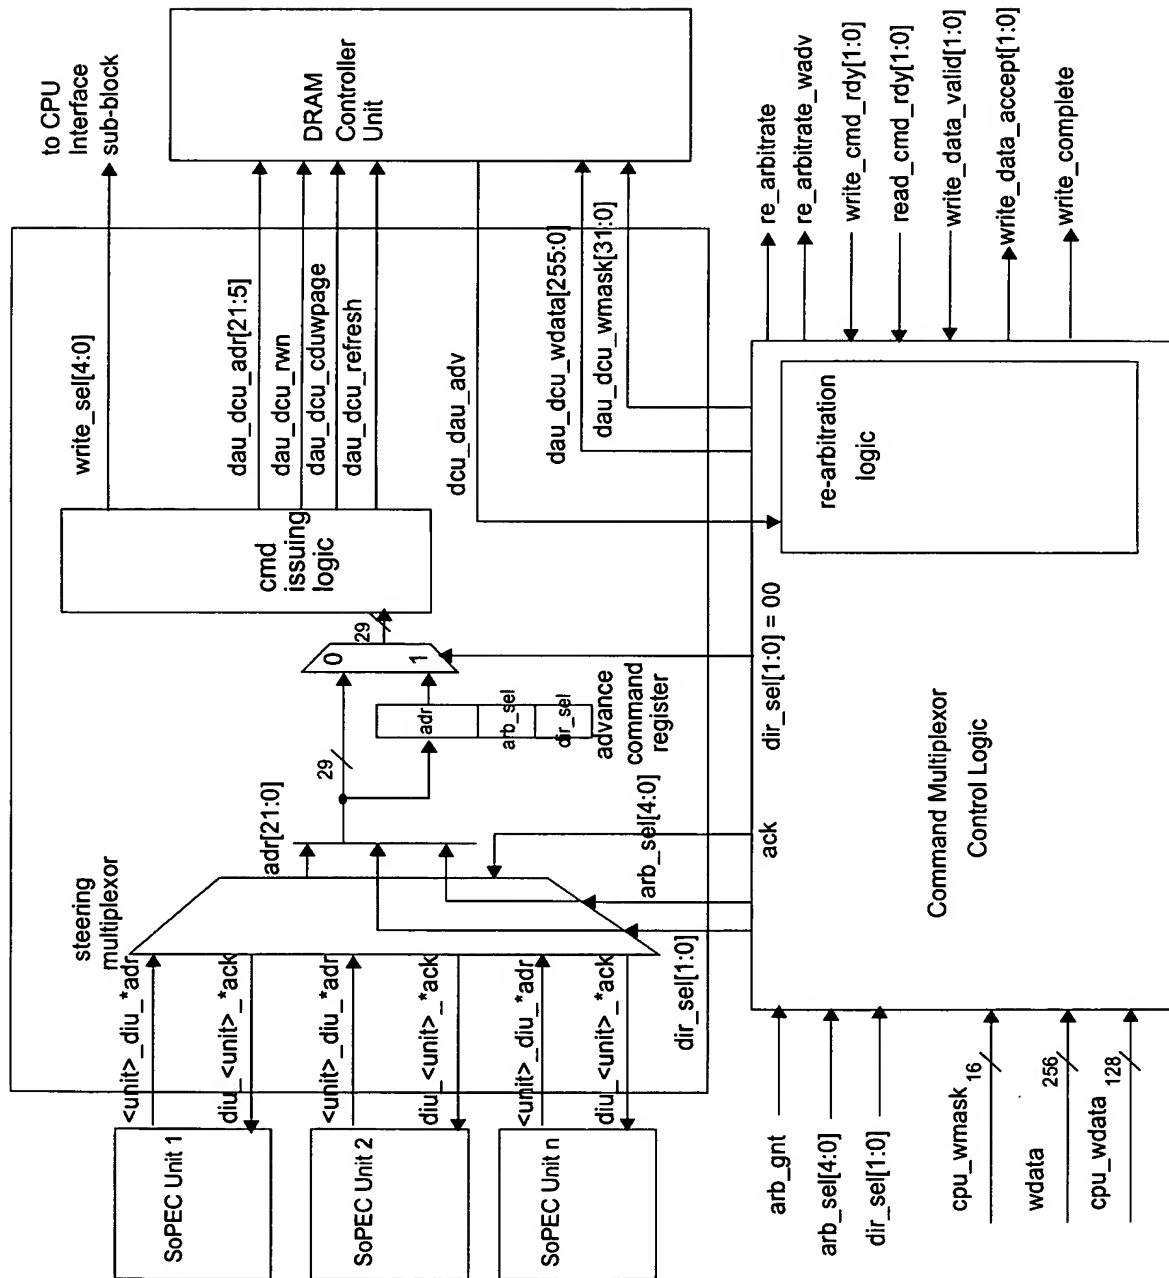 SoPEC Unit 1
SoPEC Unit 2
SoPEC Unit n
<unit>_diu_*adr
diu_<unit>_*ack
<unit>_diu_*adr
diu_<unit>_*ack
<unit>_diu_*adr
diu_<unit>_*ack
dir_sel[1:0]
steering
multiplexor
adr[21:0]
29
adr
arb_sel
dir_sel
advance
command
register
0
1
29
cmd
issuing
logic
write_sel[4:0]
to CPU
Interface
sub-block
dau_dcu_adr[21:5]
dau_dcu_rwn
dau_dcu_cduwpage
dau_dcu_refresh
dcu_dau_adv
dau_dcu_wdata[255:0]
dau_dcu_wmask[31:0]
DRAM
Controller
Unit
arb_sel[4:0]
ack
dir_sel[1:0] = 00
Command Multiplexor
Control Logic
re-arbitration
logic
arb_gnt
arb_sel[4:0]
dir_sel[1:0]
cpu_wmask
16
wdata
256
cpu_wdata
128
re_arbitrate
re_arbitrate_wadv
write_cmd_rdy[1:0]
read_cmd_rdy[1:0]
write_data_valid[1:0]
write_data_accept[1:0]
write_complete